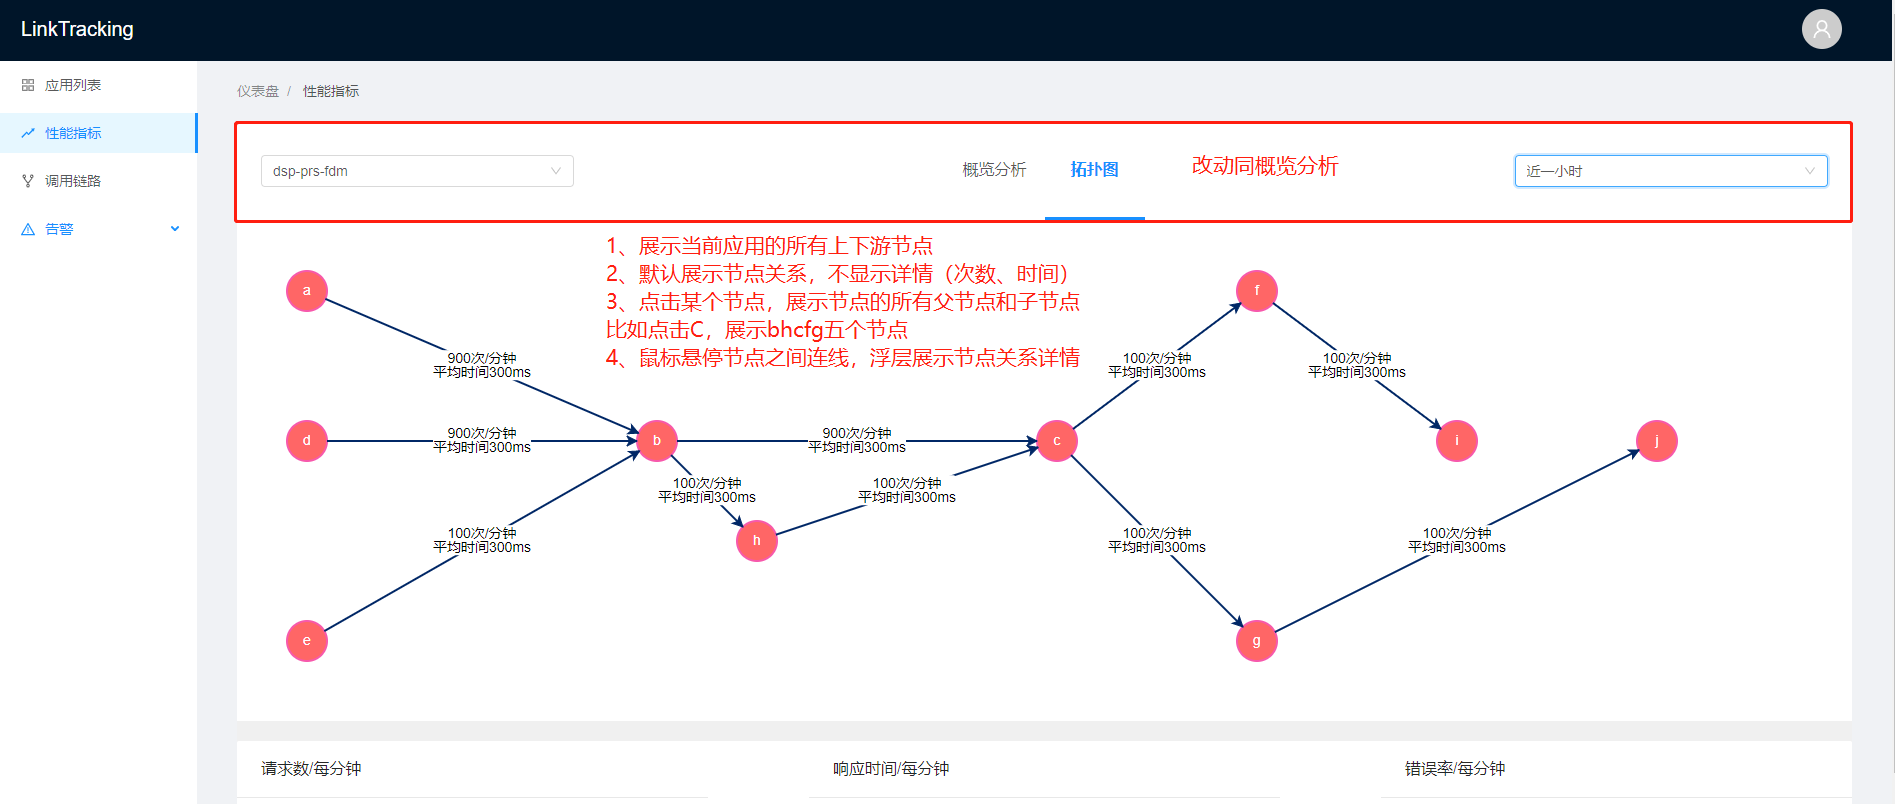 LinkTracking
应用列表
性能指标
调用链路
告警
仪表盘 / 性能指标
dsp-prs-fdm
概览分析
拓扑图
改动同概览分析
近一小时
1、展示当前应用的所有上下游节点
2、默认展示节点关系，不显示详情（次数、时间）
3、点击某个节点，展示节点的所有父节点和子节点
比如点击C，展示bhcfg五个节点
4、鼠标悬停节点之间连线，浮层展示节点关系详情
a
f
900次/分钟
平均时间300ms
100次/分钟
平均时间300ms
100次/分钟
平均时间300ms
d
900次/分钟
平均时间300ms
b
900次/分钟
平均时间300ms
c
i
j
100次/分钟
平均时间300ms
100次/分钟
平均时间300ms
100次/分钟
平均时间300ms
h
100次/分钟
平均时间300ms
100次/分钟
平均时间300ms
e
g
请求数/每分钟
响应时间/每分钟
错误率/每分钟